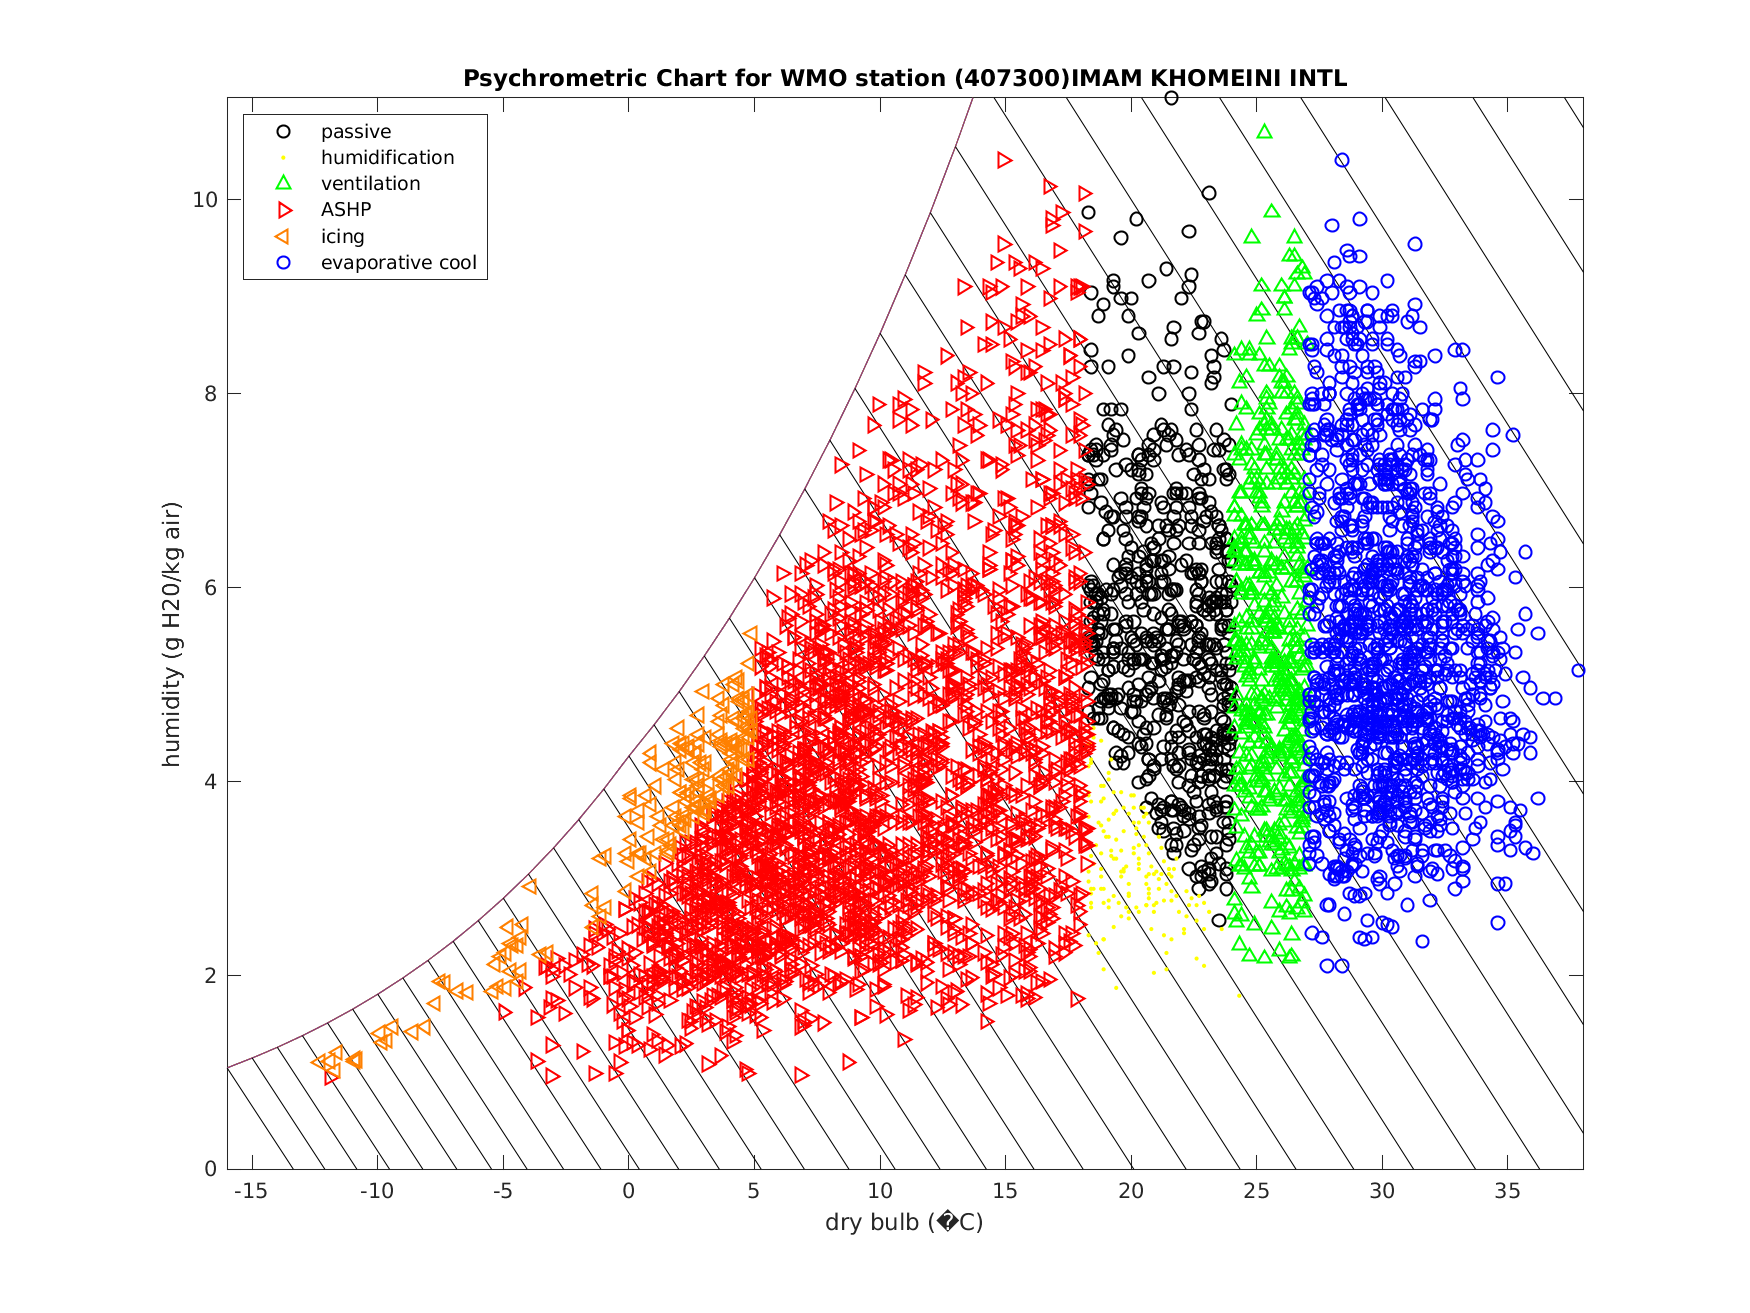 Psychrometric Chart for WMO station (407300)IMAM KHOMEINI INTL
passive
humidification
ventilation
ASHP
icing
evaporative cool
humidity (g H20/kg air)
10
8
6
4
2
0
-15 -10 -5 0 5 10 15 20 25 30 35
dry bulb (�C)